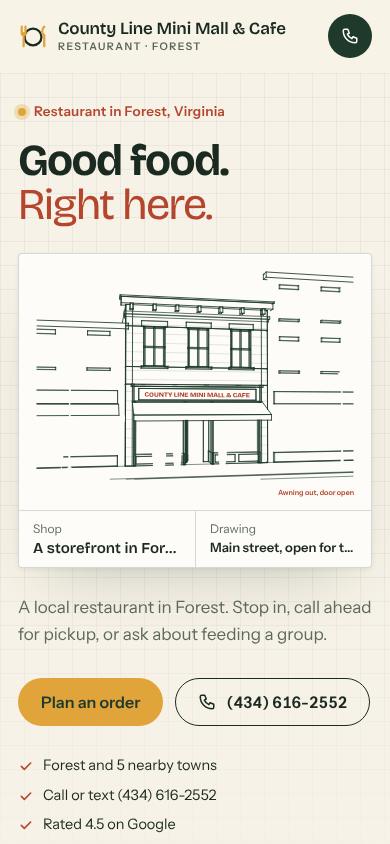 County Line Mini Mall & Cafe
RESTAURANT · FOREST
Restaurant in Forest, Virginia
Good food.
Right here.
COUNTY LINE MINI MALL & CAFE
Awning out, door open
Shop
A storefront in For...
Drawing
Main street, open for t...
A local restaurant in Forest. Stop in, call ahead
for pickup, or ask about feeding a group.
Plan an order
(434) 616-2552
Forest and 5 nearby towns
Call or text (434) 616-2552
Rated 4.5 on Google